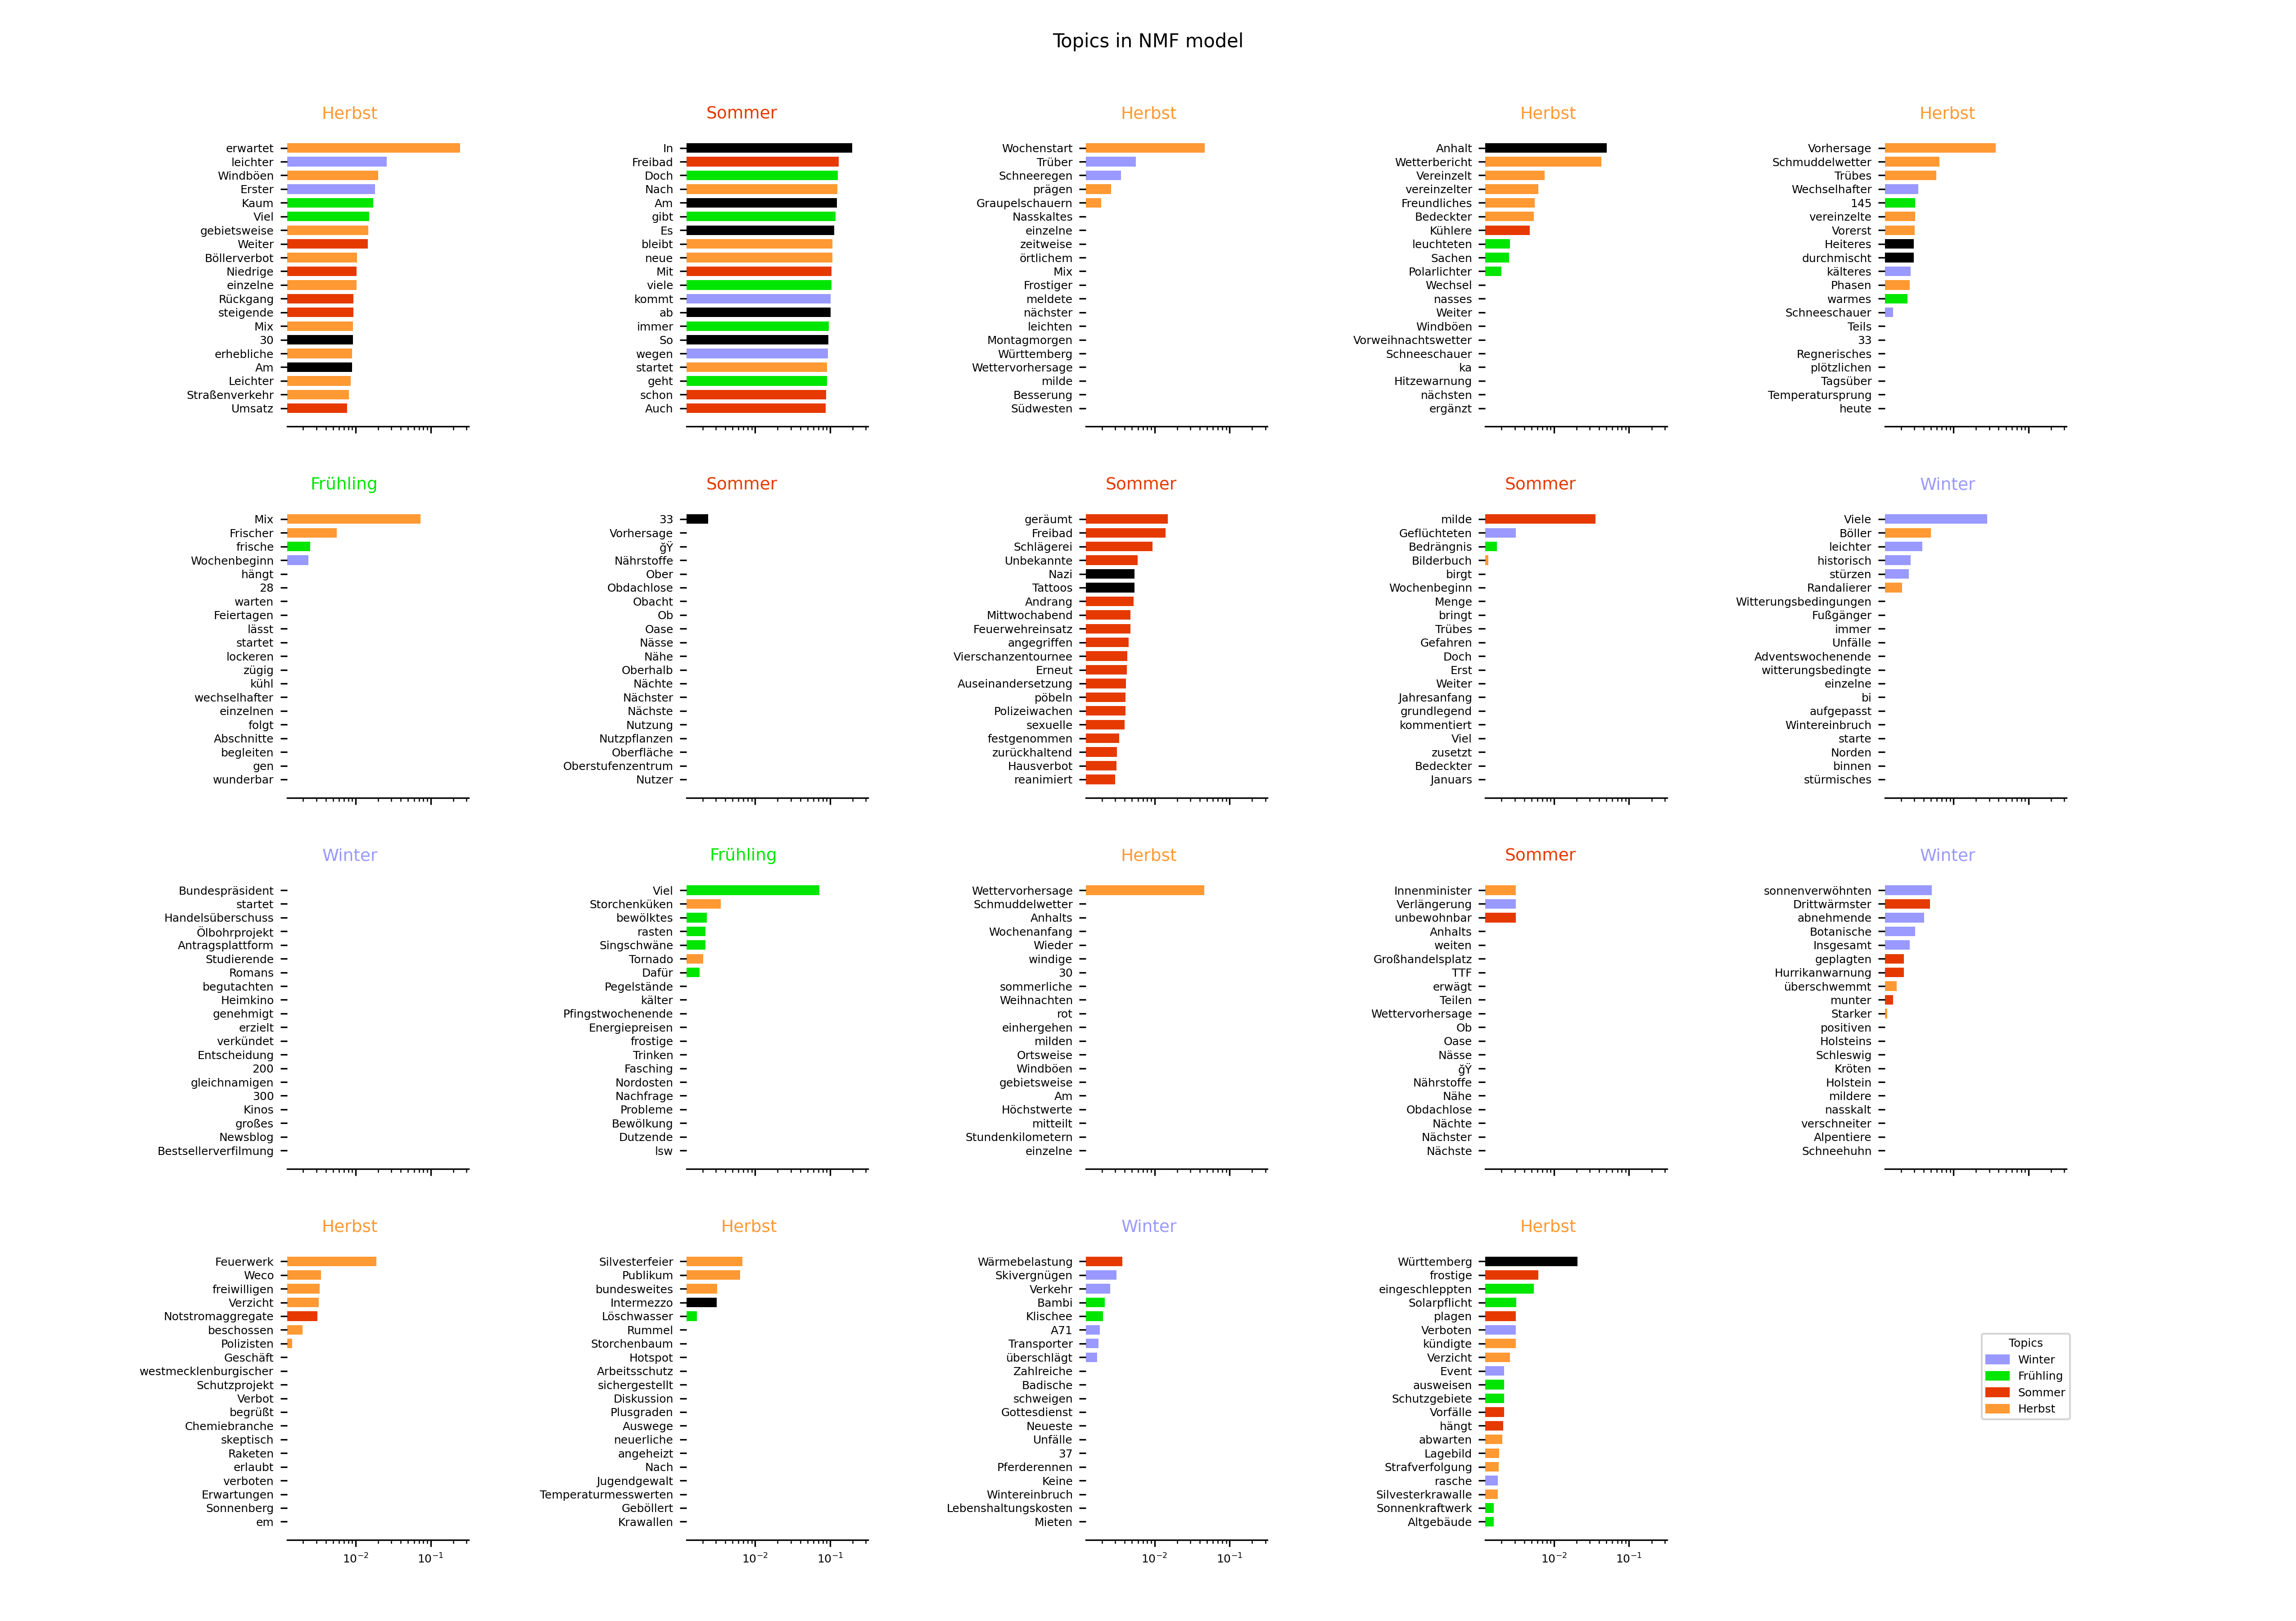 Topics in NMF model
Herbst
erwartet
leichter
Windböen
Erster
Kaum
Viel
gebietsweise
Weiter
Böllerverbot
Niedrige
einzelne
Rückgang
steigende
Mix
30
erhebliche
Am
Leichter
Straßenverkehr
Umsatz
Sommer
In
Freibad
Doch
Nach
Am
gibt
Es
bleibt
neue
Mit
viele
kommt
ab
immer
So
wegen
startet
geht
schon
Auch
Herbst
Wochenstart
Trüber
Schneeregen
prägen
Graupelschauern
Nasskaltes
einzelne
zeitweise
örtlichem
Mix
Frostiger
meldete
nächster
leichten
Montagmorgen
Württemberg
Wettervorhersage
milde
Besserung
Südwesten
Herbst
Anhalt
Wetterbericht
Vereinzelt
vereinzelter
Freundliches
Bedeckter
Kühlere
leuchteten
Sachen
Polarlichter
Wechsel
nasses
Weiter
Windböen
Vorweihnachtswetter
Schneeschauer
ka
Hitzewarnung
nächsten
ergänzt
Herbst
Vorhersage
Schmuddelwetter
Trübes
Wechselhafter
145
vereinzelte
Vorerst
Heiteres
durchmischt
kälteres
Phasen
warmes
Schneeschauer
Teils
33
Regnerisches
plötzlichen
Tagsüber
Temperatursprung
heute
Frühling
Mix
Frischer
frische
Wochenbeginn
hängt
28
warten
Feiertagen
lässt
startet
lockeren
zügig
kühl
wechselhafter
einzelnen
folgt
Abschnitte
begleiten
gen
wunderbar
Sommer
33
Vorhersage
ğŸ
Nährstoffe
Ober
Obdachlose
Obacht
Ob
Oase
Nässe
Nähe
Oberhalb
Nächte
Nächster
Nächste
Nutzung
Nutzpflanzen
Oberfläche
Oberstufenzentrum
Nutzer
Sommer
geräumt
Freibad
Schlägerei
Unbekannte
Nazi
Tattoos
Andrang
Mittwochabend
Feuerwehreinsatz
angegriffen
Vierschanzentournee
Erneut
Auseinandersetzung
pöbeln
Polizeiwachen
sexuelle
festgenommen
zurückhaltend
Hausverbot
reanimiert
Sommer
milde
Geflüchteten
Bedrängnis
Bilderbuch
birgt
Wochenbeginn
Menge
bringt
Trübes
Gefahren
Doch
Erst
Weiter
Jahresanfang
grundlegend
kommentiert
Viel
zusetzt
Bedeckter
Januars
Winter
Viele
Böller
leichter
historisch
stürzen
Randalierer
Witterungsbedingungen
Fußgänger
immer
Unfälle
Adventswochenende
witterungsbedingte
einzelne
bi
aufgepasst
Wintereinbruch
starte
Norden
binnen
stürmisches
Winter
Bundespräsident
startet
Handelsüberschuss
Ölbohrprojekt
Antragsplattform
Studierende
Romans
begutachten
Heimkino
genehmigt
erzielt
verkündet
Entscheidung
200
gleichnamigen
300
Kinos
großes
Newsblog
Bestsellerverfilmung
Frühling
Viel
Storchenküken
bewölktes
rasten
Singschwäne
Tornado
Dafür
Pegelstände
kälter
Pfingstwochenende
Energiepreisen
frostige
Trinken
Fasching
Nordosten
Nachfrage
Probleme
Bewölkung
Dutzende
lsw
Herbst
Wettervorhersage
Schmuddelwetter
Anhalts
Wochenanfang
Wieder
windige
30
sommerliche
Weihnachten
rot
einhergehen
milden
Ortsweise
Windböen
gebietsweise
Am
Höchstwerte
mitteilt
Stundenkilometern
einzelne
Sommer
Innenminister
Verlängerung
unbewohnbar
Anhalts
weiten
Großhandelsplatz
TTF
erwägt
Teilen
Wettervorhersage
Ob
Oase
Nässe
ğŸ
Nährstoffe
Nähe
Obdachlose
Nächte
Nächster
Nächste
Winter
sonnenverwöhnten
Drittwärmster
abnehmende
Botanische
Insgesamt
geplagten
Hurrikanwarnung
überschwemmt
munter
Starker
positiven
Holsteins
Schleswig
Kröten
Holstein
mildere
nasskalt
verschneiter
Alpentiere
Schneehuhn
Herbst
Feuerwerk
Weco
freiwilligen
Verzicht
Notstromaggregate
beschossen
Polizisten
Geschäft
westmecklenburgischer
Schutzprojekt
Verbot
begrüßt
Chemiebranche
skeptisch
Raketen
erlaubt
verboten
Erwartungen
Sonnenberg
em
10⁻² 10⁻¹
Herbst
Silvesterfeier
Publikum
bundesweites
Intermezzo
Löschwasser
Rummel
Storchenbaum
Hotspot
Arbeitsschutz
sichergestellt
Diskussion
Plusgraden
Auswege
neuerliche
angeheizt
Nach
Jugendgewalt
Temperaturmesswerten
Geböllert
Krawallen
10⁻² 10⁻¹
Winter
Wärmebelastung
Skivergnügen
Verkehr
Bambi
Klischee
A71
Transporter
überschlägt
Zahlreiche
Badische
schweigen
Gottesdienst
Neueste
Unfälle
37
Pferderennen
Keine
Wintereinbruch
Lebenshaltungskosten
Mieten
10⁻² 10⁻¹
Herbst
Württemberg
frostige
eingeschleppten
Solarpflicht
plagen
Verboten
kündigte
Verzicht
Event
ausweisen
Schutzgebiete
Vorfälle
hängt
abwarten
Lagebild
Strafverfolgung
rasche
Silvesterkrawalle
Sonnenkraftwerk
Altgebäude
10⁻² 10⁻¹
Topics
Winter
Frühling
Sommer
Herbst